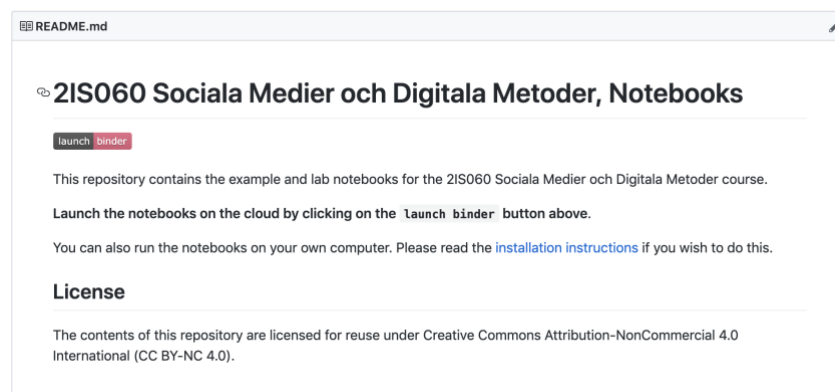 README.md
2IS060 Sociala Medier och Digitala Metoder, Notebooks
launch binder
This repository contains the example and lab notebooks for the 2IS060 Sociala Medier och Digitala Metoder course.
Launch the notebooks on the cloud by clicking on the launch binder button above.
You can also run the notebooks on your own computer. Please read the installation instructions if you wish to do this.
License
The contents of this repository are licensed for reuse under Creative Commons Attribution-NonCommercial 4.0
International (CC BY-NC 4.0).